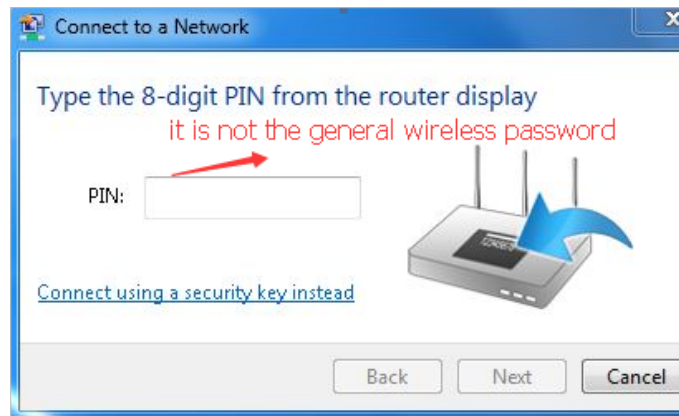 Connect to a Network
X
Type the 8-digit PIN from the router display
it is not the general wireless password
PIN:
12345670
Connect using a security key instead
Back
Next
Cancel